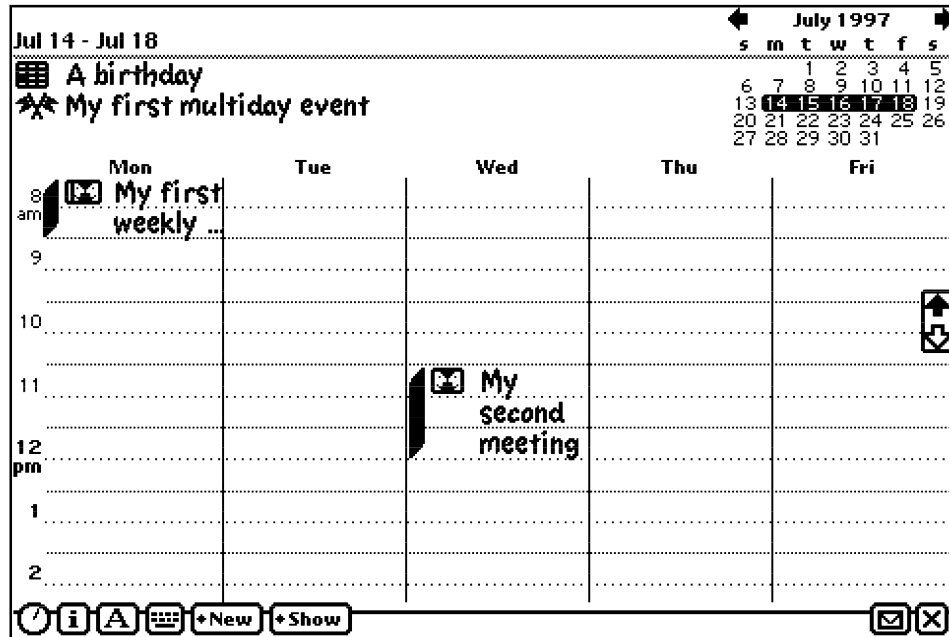 July 1997
Jul 14 - Jul 18
s m t w t f s
1 2 3 4 5
6 7 8 9 10 11 12
13 14 15 16 17 18 19
20 21 22 23 24 25 26
27 28 29 30 31
A birthday
My first multiday event
Mon Tue Wed Thu Fri
8 am
My first
weekly ...
9
10
11
My
second
meeting
12 pm
1
2
i A New Show